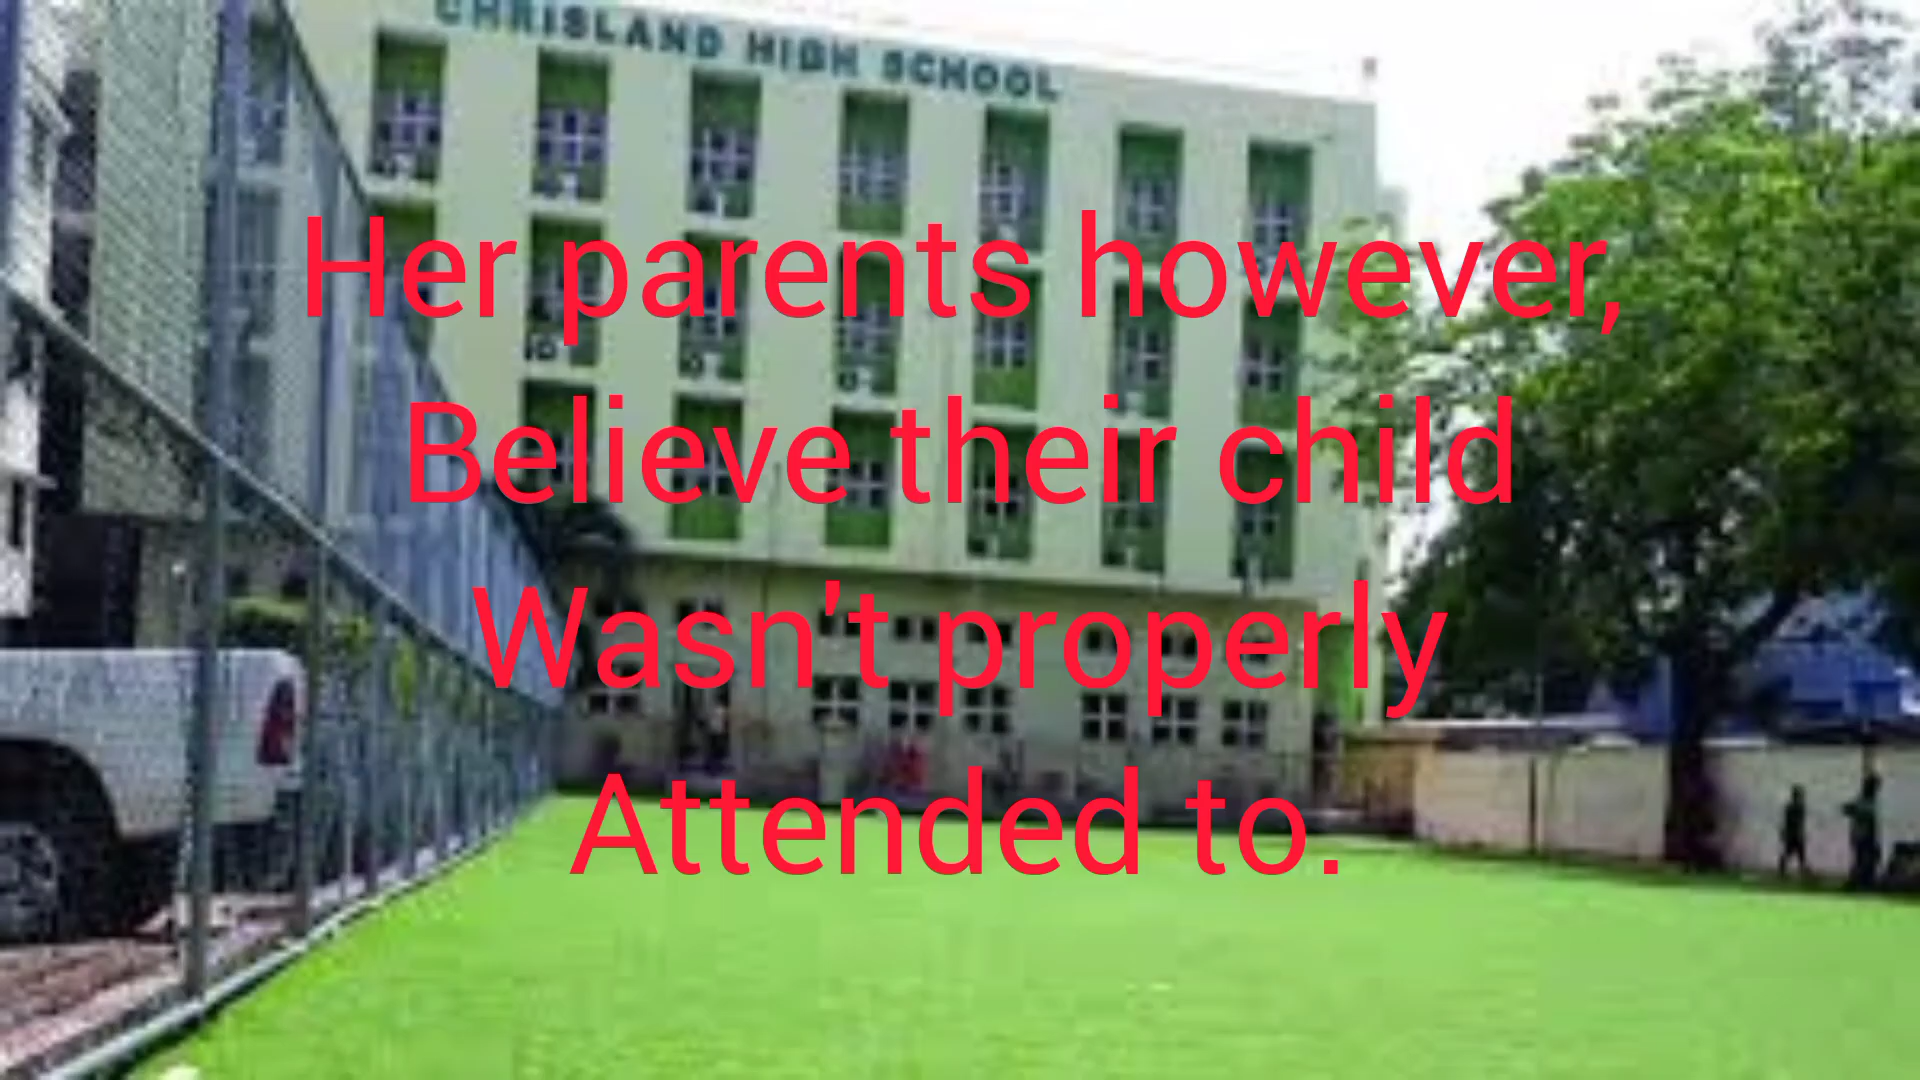 CHRISLAND HIGH SCHOOL
Her parents however,
Believe their child
Wasn't properly
Attended to.